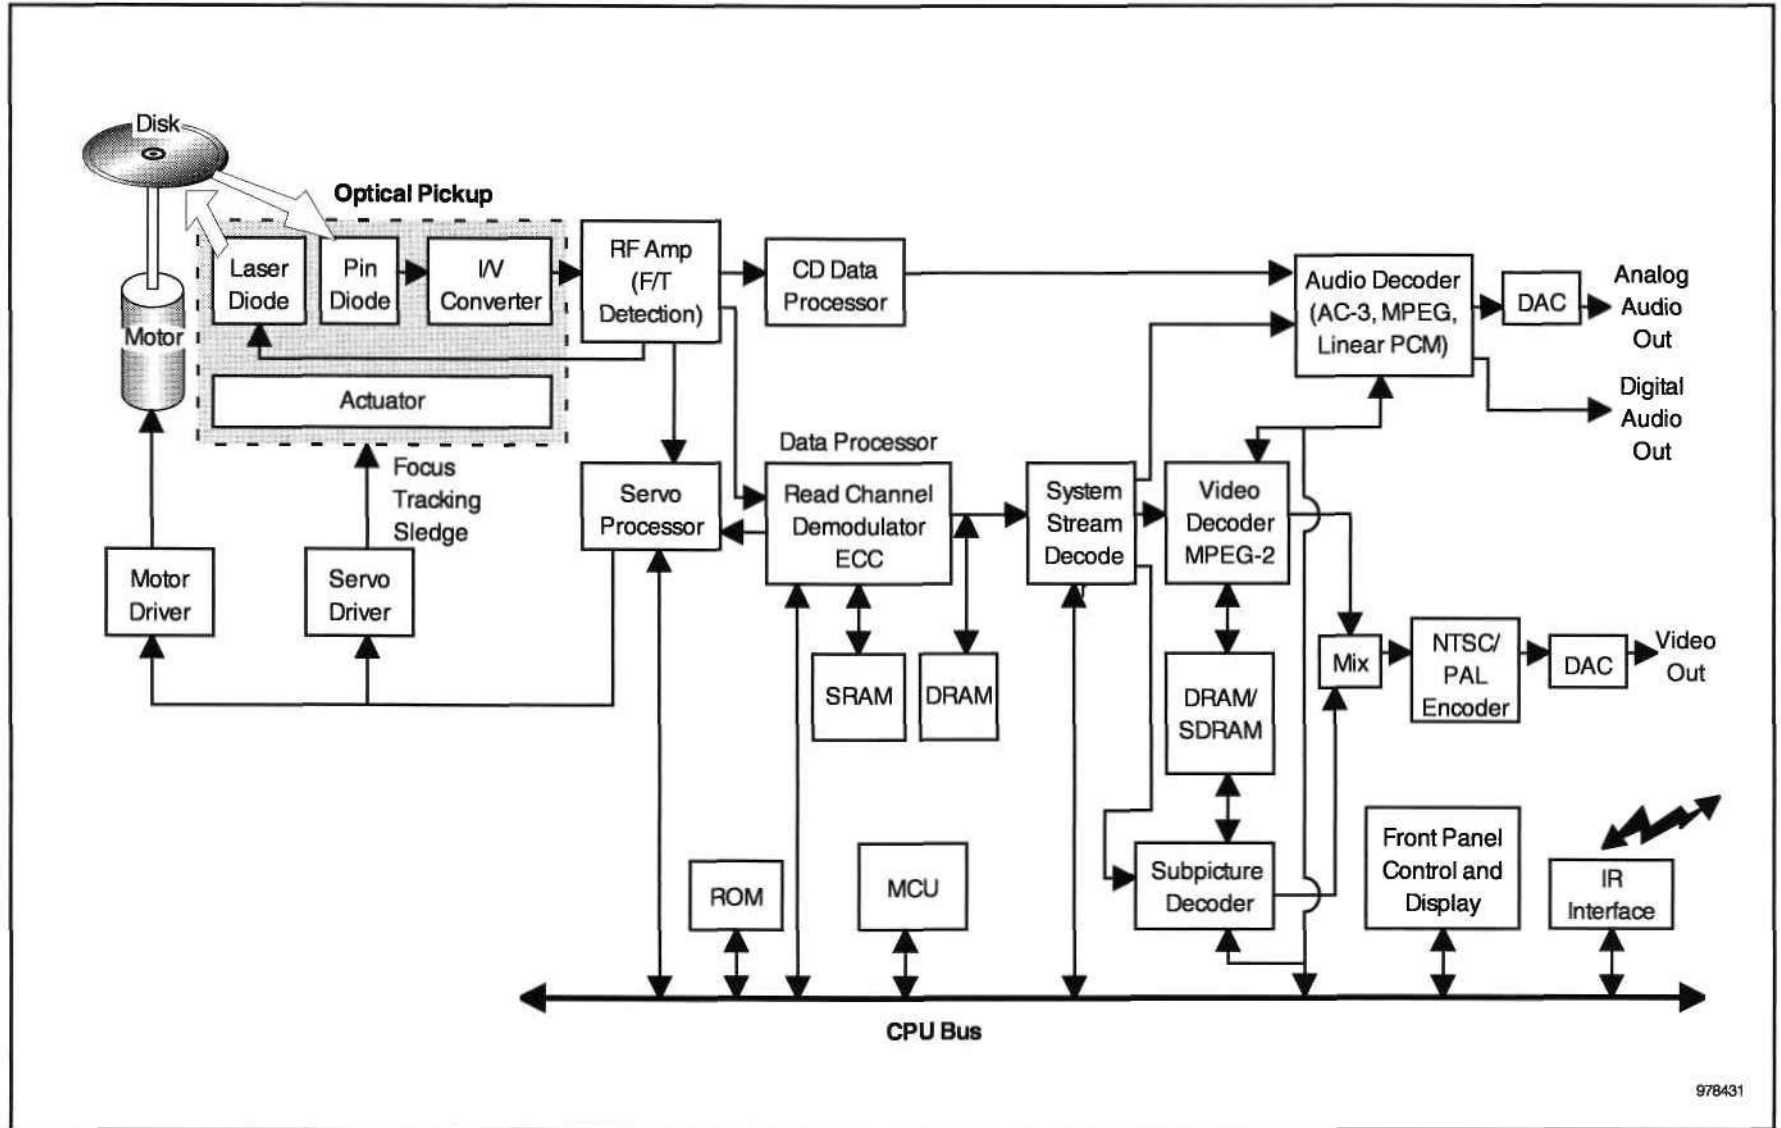 Disk
Optical Pickup
Laser
Diode
Pin
Diode
I/V
Converter
RF Amp
(F/T
Detection)
CD Data
Processor
Audio Decoder
(AC-3, MPEG,
Linear PCM)
DAC
Analog
Audio
Out
Digital
Audio
Out
Motor
Actuator
Focus
Tracking
Sledge
Motor
Driver
Servo
Driver
Servo
Processor
Data Processor
Read Channel
Demodulator
ECC
System
Stream
Decode
Video
Decoder
MPEG-2
SRAM
DRAM
DRAM/
SDRAM
Mix
NTSC/
PAL
Encoder
DAC
Video
Out
ROM
MCU
Subpicture
Decoder
Front Panel
Control and
Display
IR
Interface
CPU Bus
978431